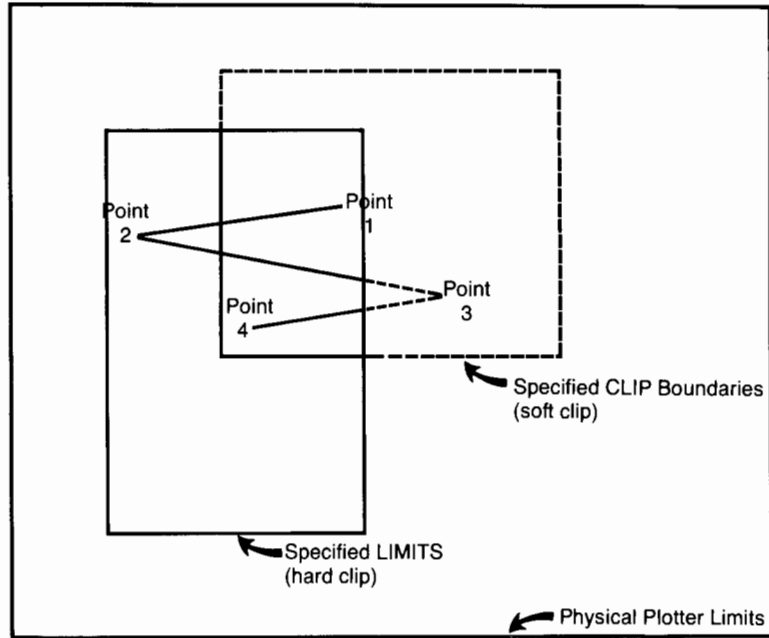 Point
1
Point
2
Point
3
Point
4
Specified CLIP Boundaries
(soft clip)
Specified LIMITS
(hard clip)
Physical Plotter Limits